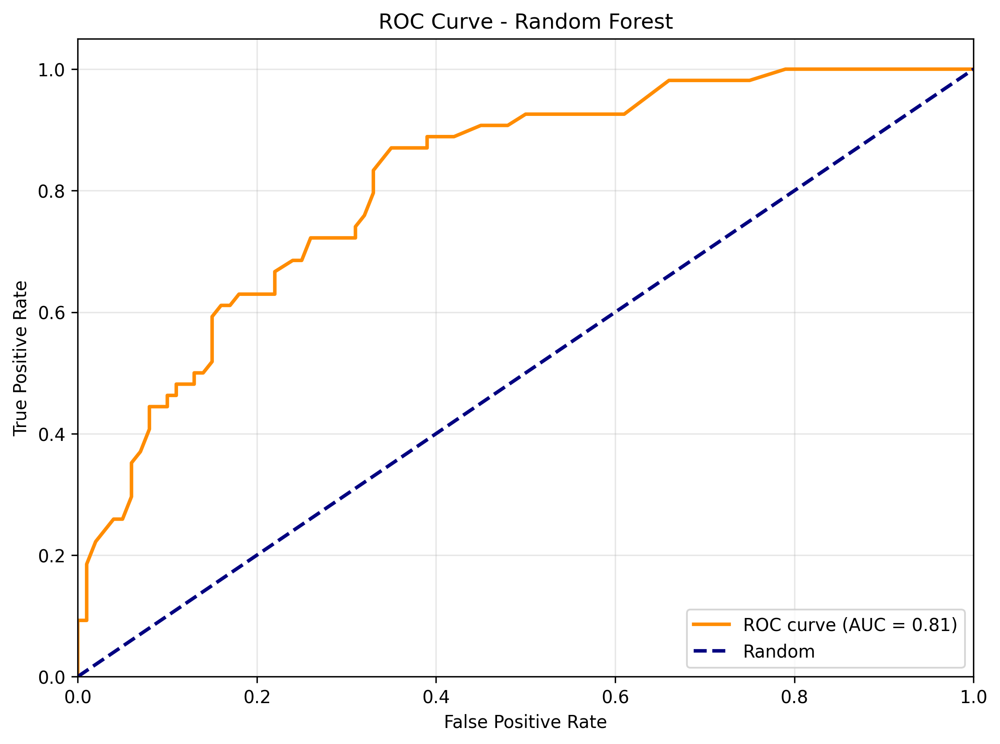 ROC Curve - Random Forest
True Positive Rate
1.0
0.8
0.6
0.4
0.2
0.0
0.0 0.2 0.4 0.6 0.8 1.0
False Positive Rate
ROC curve (AUC = 0.81)
Random